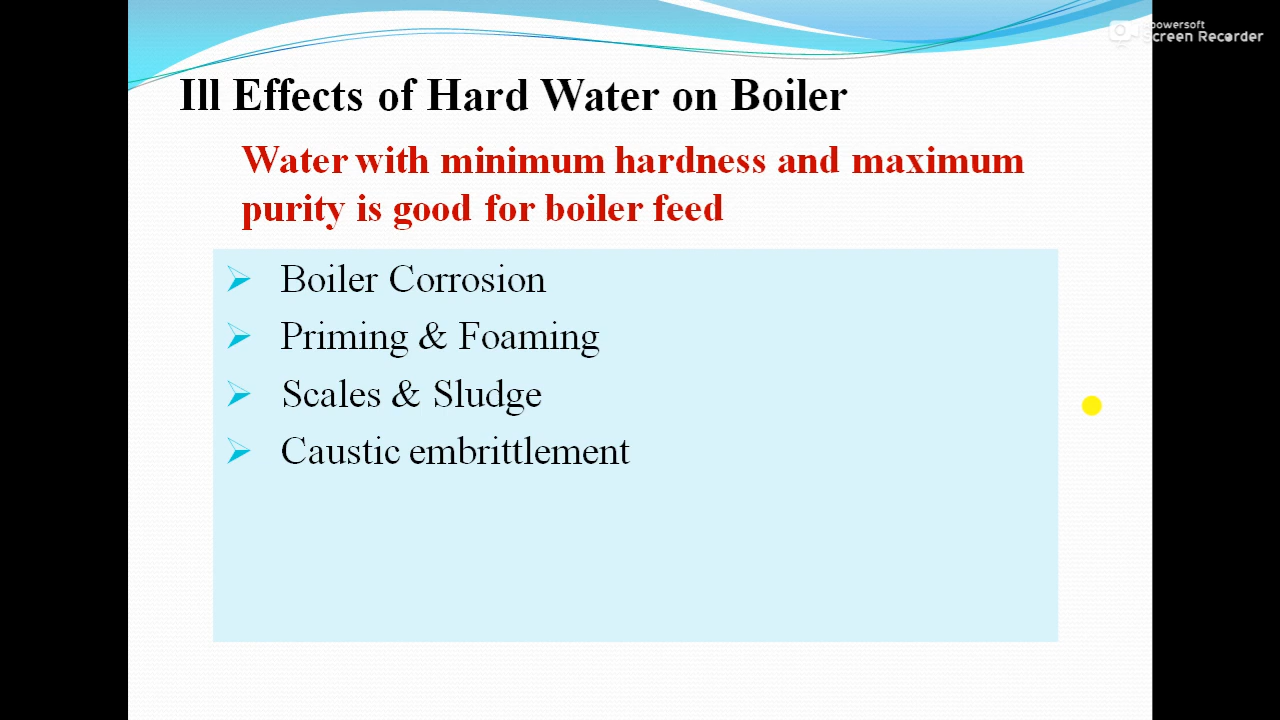 Apowersoft
Screen Recorder
Ill Effects of Hard Water on Boiler
Water with minimum hardness and maximum
purity is good for boiler feed
Boiler Corrosion
Priming & Foaming
Scales & Sludge
Caustic embrittlement